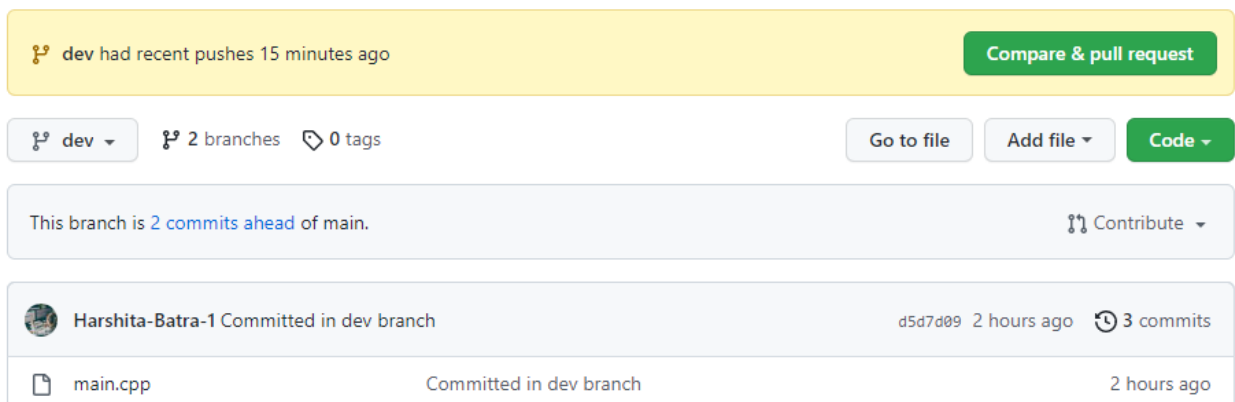 dev had recent pushes 15 minutes ago Compare & pull request
dev 2 branches 0 tags Go to file Add file Code
This branch is 2 commits ahead of main. Contribute
Harshita-Batra-1 Committed in dev branch d5d7d09 2 hours ago 3 commits
main.cpp Committed in dev branch 2 hours ago